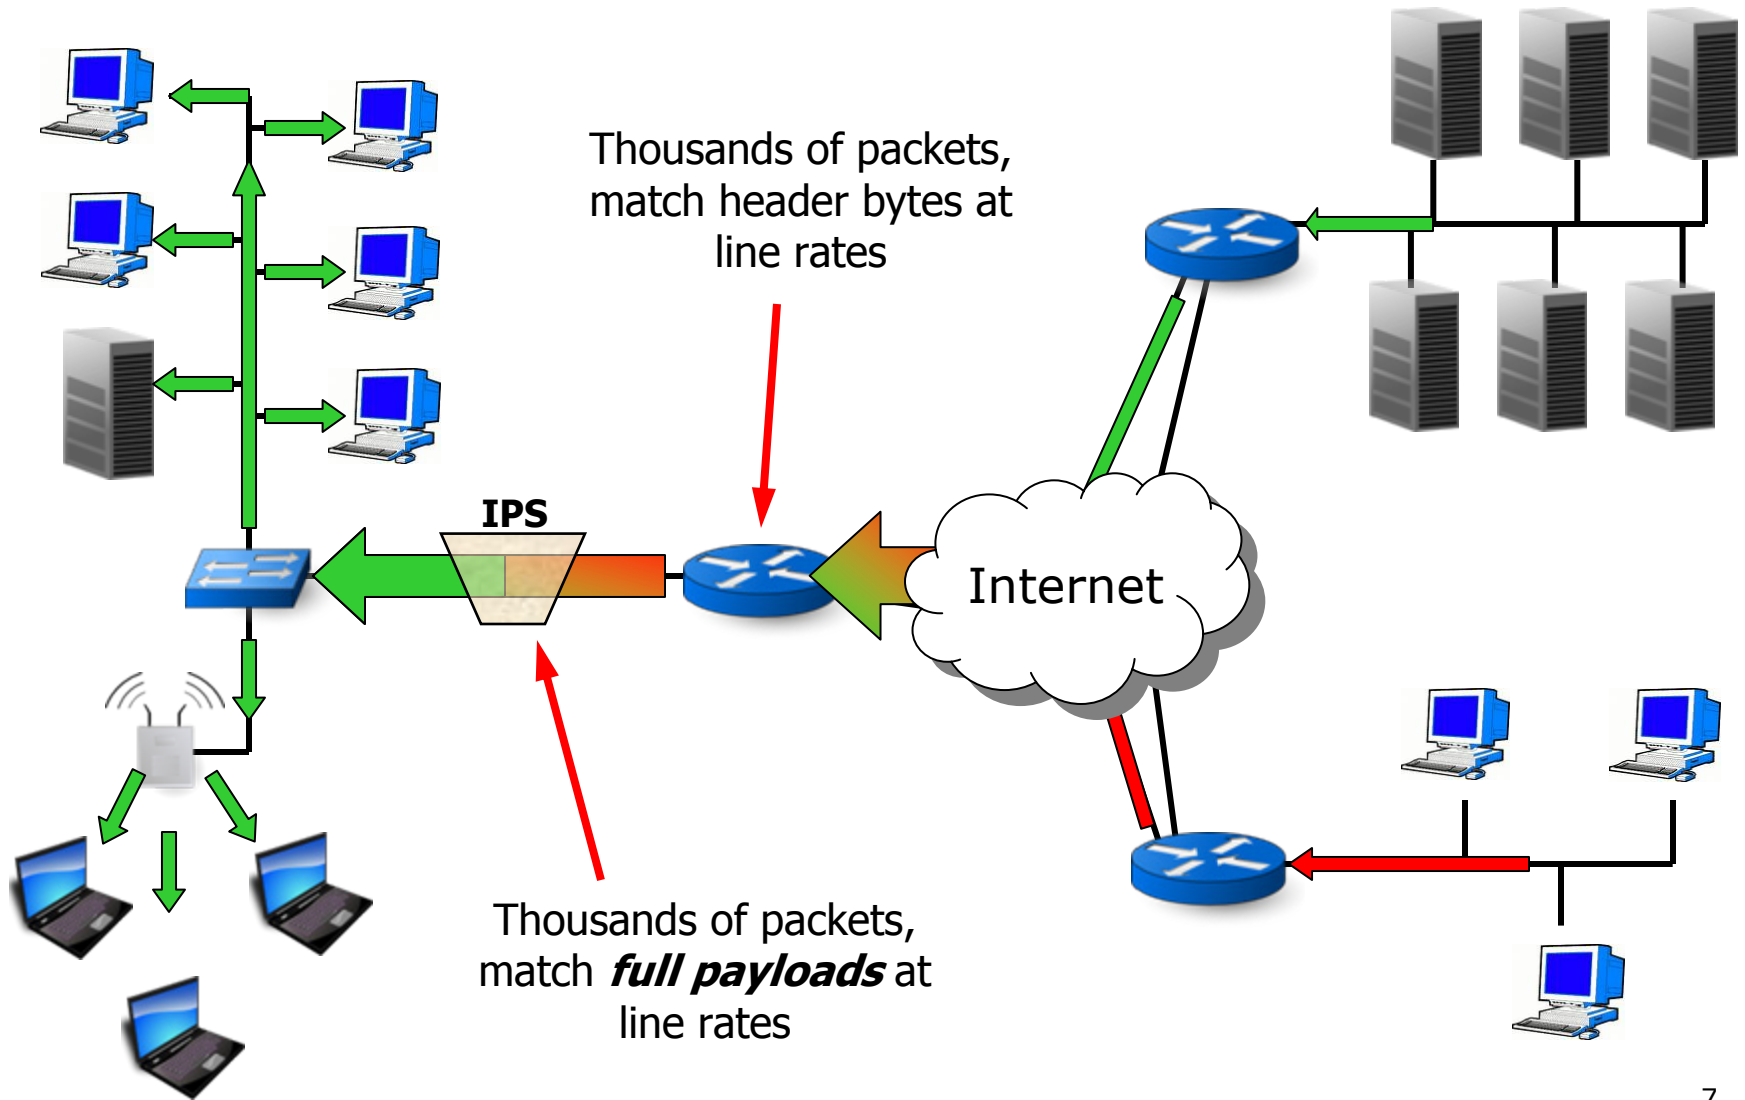 Thousands of packets,
match header bytes at
line rates
IPS
Internet
Thousands of packets,
match full payloads at
line rates
7